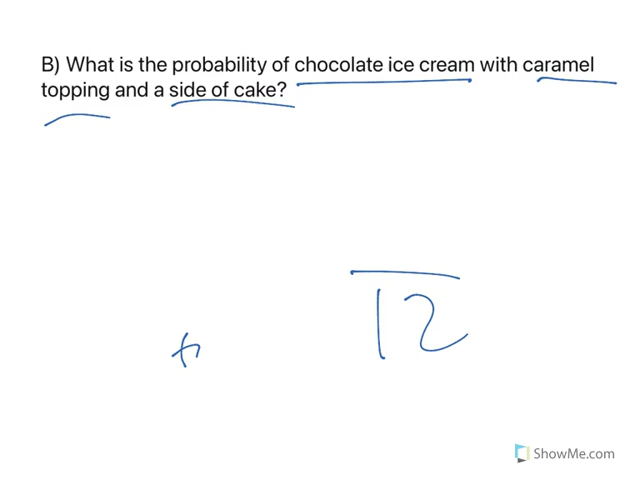 B) What is the probability of chocolate ice cream with caramel
topping and a side of cake?
12
ShowMe.com